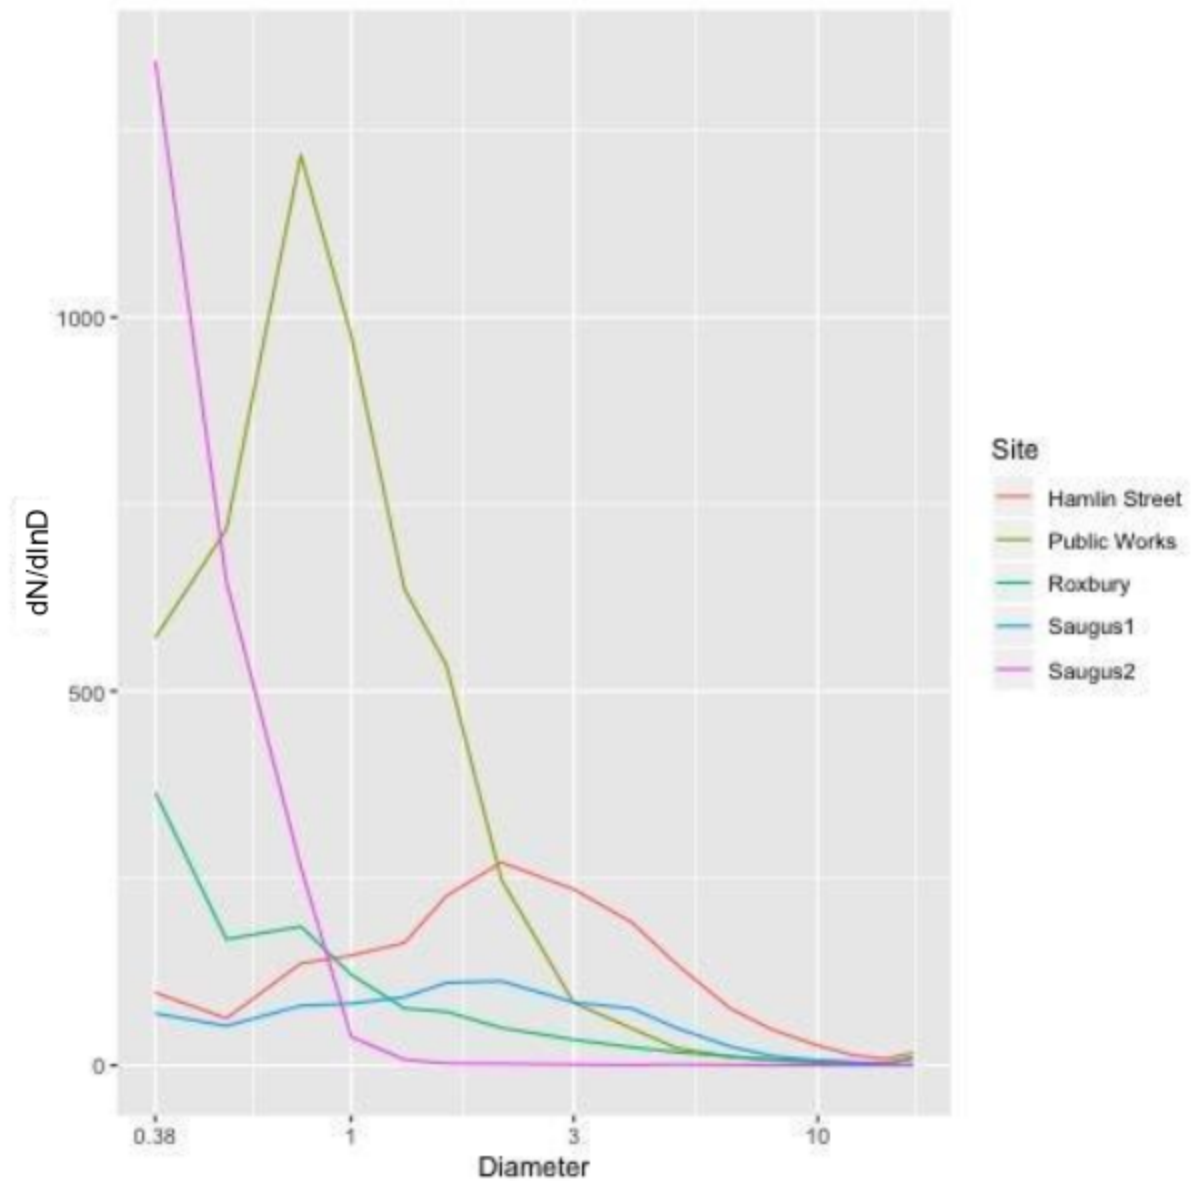 1000
500
0
dN/dlnD
0.38
1
3
10
Diameter
Site
Hamlin Street
Public Works
Roxbury
Saugus1
Saugus2